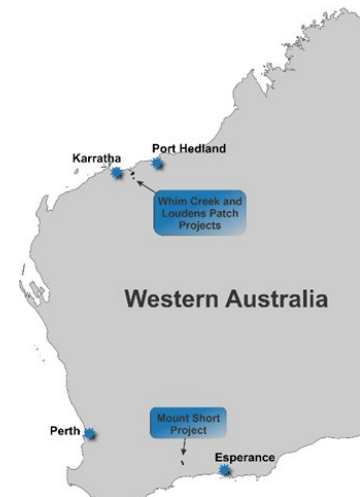 Port Hedland
Karratha
Whim Creek and
Loudens Patch
Projects
Western Australia
Mount Short
Project
Perth
Esperance